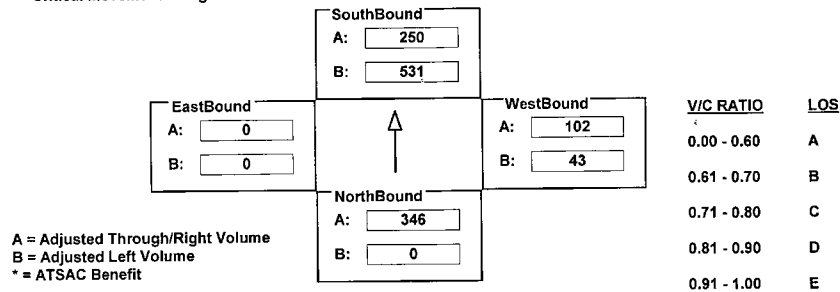 SouthBound
A: 250
B: 531
EastBound
A: 0
B: 0
WestBound
A: 102
B: 43
NorthBound
A: 346
B: 0
A = Adjusted Through/Right Volume
B = Adjusted Left Volume
* = ATSAC Benefit
V/C RATIO LOS
0.00 - 0.60 A
0.61 - 0.70 B
0.71 - 0.80 C
0.81 - 0.90 D
0.91 - 1.00 E